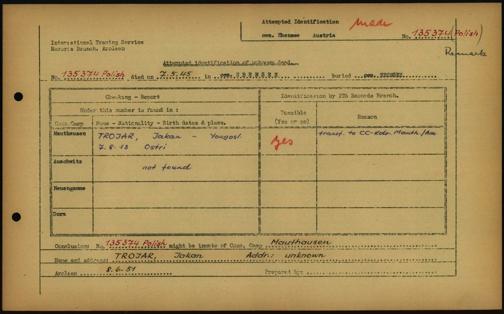 Attempted Identification made
cem. Ebensee Austria
No. 135374 Polish
Remarks
International Tracing Service
Records Branch, Arolsen
Attempted identification of unknown dead.
No. 135374 Polish died on 7.5.45 in cem. EBENSEE buried cem. EBENSEE
Checking - Report
Identification by ITS Records Branch.
Under this number is found in :
Possible
(Yes or no)
Reason
Conc.Camp Name - Nationality - Birth dates & place.
Mauthausen TROJAR, Jakan - Yougosl. Yes transf. to CC-Kdo. Mauth/
7.8.13 Ostri
Auschwitz not found
Neuengamme
Dora
Conclusion: No. 135374 Polish might be inmate of Conc. Camp Mauthausen
Name and address: TROJAR, Jakan Addr.: unknown
Arolsen 8.6.51 Prepared by: